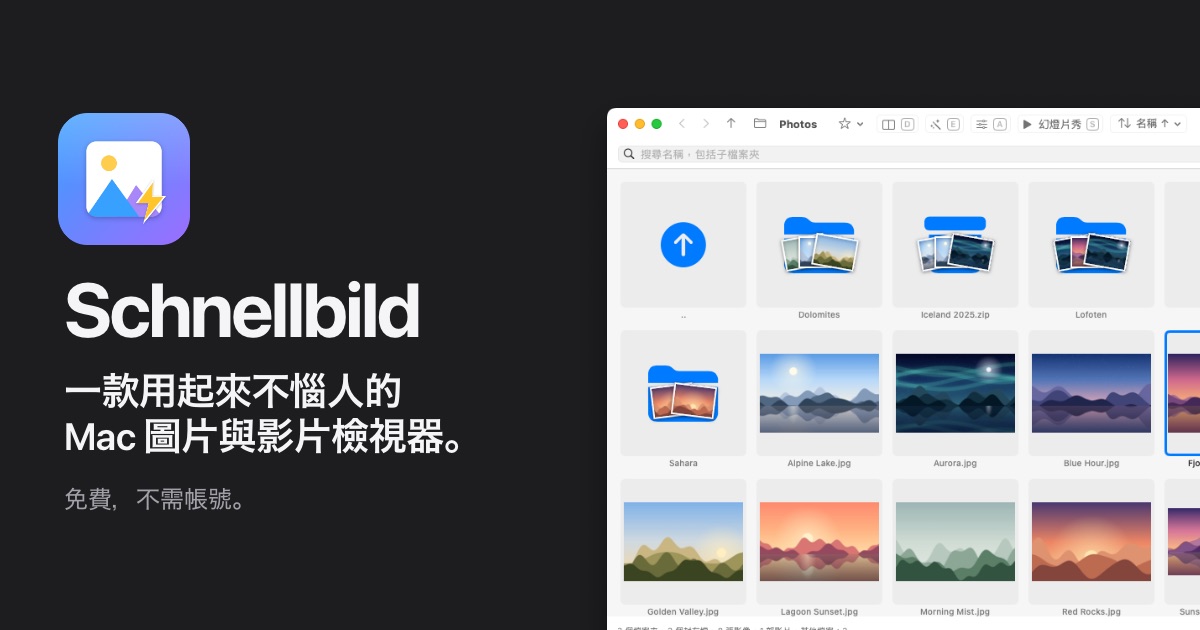 Schnellbild
一款用起來不惱人的
Mac 圖片與影片檢視器。
免費，不需帳號。
Photos
D
E
A
幻燈片秀 S
名稱
搜尋名稱，包括子檔案夾
..
Dolomites
Iceland 2025.zip
Lofoten
Sahara
Alpine Lake.jpg
Aurora.jpg
Blue Hour.jpg
Fjo
Golden Valley.jpg
Lagoon Sunset.jpg
Morning Mist.jpg
Red Rocks.jpg
Suns